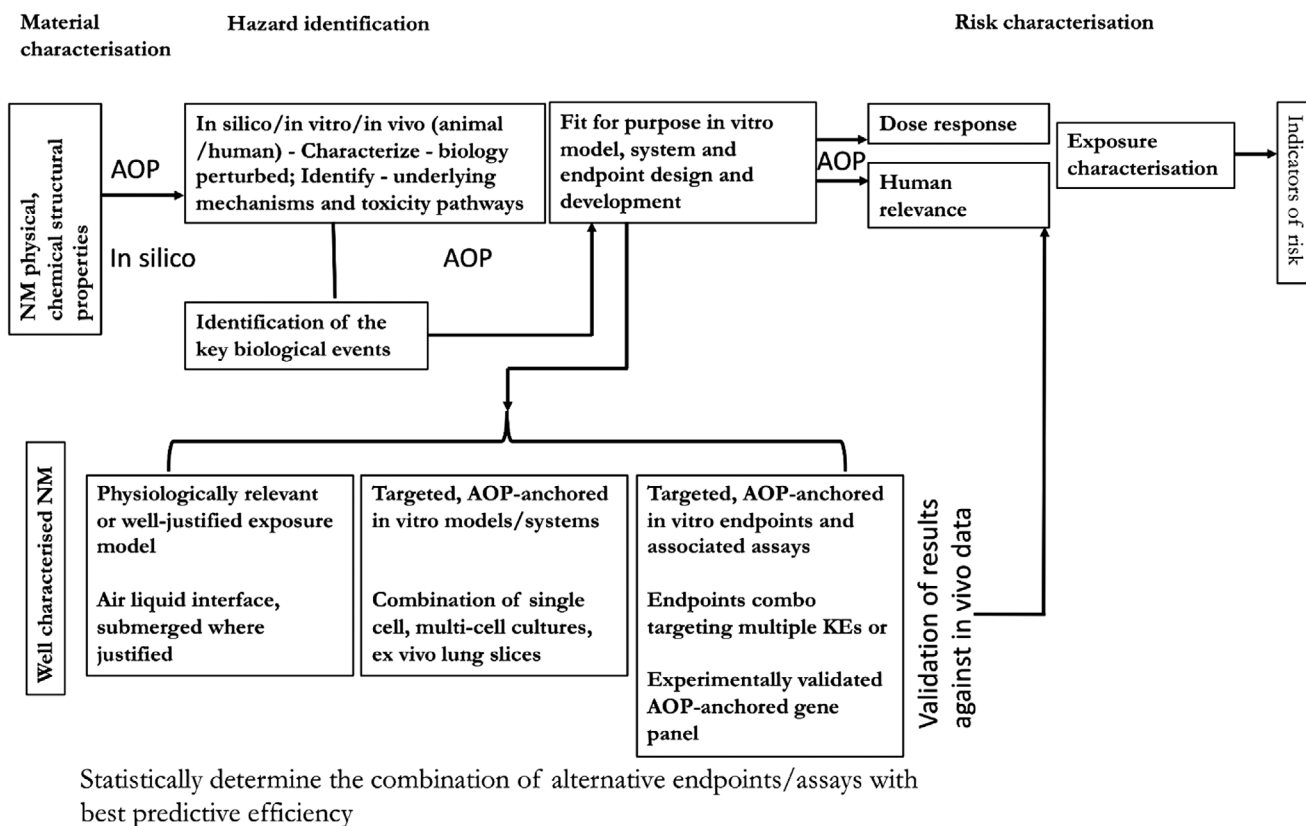 Material
characterisation
Hazard identification
Risk characterisation
NM physical,
chemical structural
properties
AOP
In silico
In silico/in vitro/in vivo (animal
/human) - Characterize - biology
perturbed; Identify - underlying
mechanisms and toxicity pathways
AOP
Identification of the
key biological events
Fit for purpose in vitro
model, system and
endpoint design and
development
AOP
Dose response
Human
relevance
Exposure
characterisation
Indicators
of risk
Well characterised NM
Physiologically relevant
or well-justified exposure
model
Air liquid interface,
submerged where
justified
Targeted, AOP-anchored
in vitro models/systems
Combination of single
cell, multi-cell cultures,
ex vivo lung slices
Targeted, AOP-anchored
in vitro endpoints and
associated assays
Endpoints combo
targeting multiple KEs or
Experimentally validated
AOP-anchored gene
panel
Validation of results
against in vivo data
Statistically determine the combination of alternative endpoints/assays with
best predictive efficiency